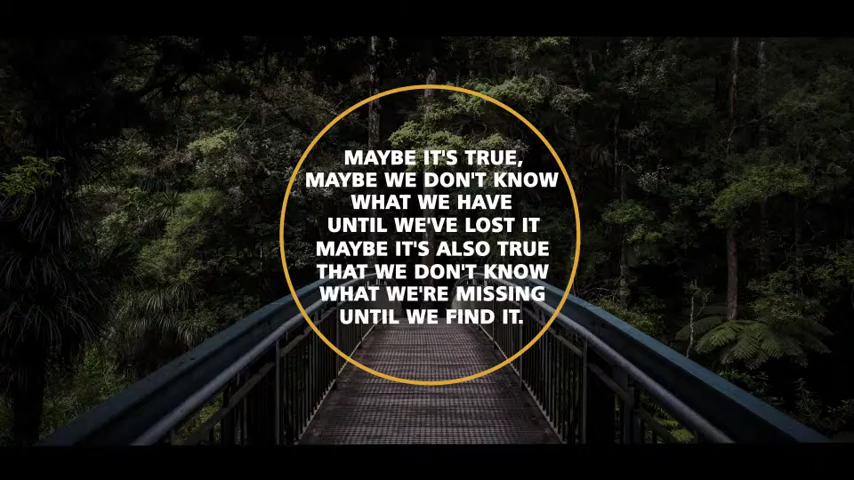 MAYBE IT'S TRUE,
MAYBE WE DON'T KNOW
WHAT WE HAVE
UNTIL WE'VE LOST IT
MAYBE IT'S ALSO TRUE
THAT WE DON'T KNOW
WHAT WE'RE MISSING
UNTIL WE FIND IT.